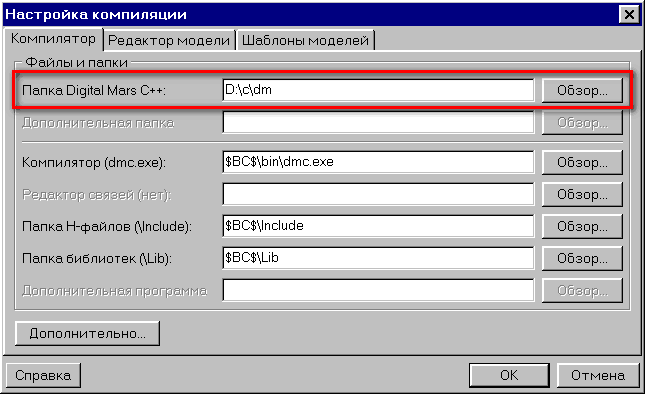 Настройка компиляции
Компилятор Редактор модели Шаблоны моделей
Файлы и папки
Папка Digital Mars C++: D:\c\dm Обзор...
Дополнительная папка Обзор...
Компилятор (dmc.exe): $BC$\bin\dmc.exe Обзор...
Редактор связей (нет): Обзор...
Папка H-файлов (\Include): $BC$\Include Обзор...
Папка библиотек (\Lib): $BC$\Lib Обзор...
Дополнительная программа Обзор...
Дополнительно...
Справка OK Отмена